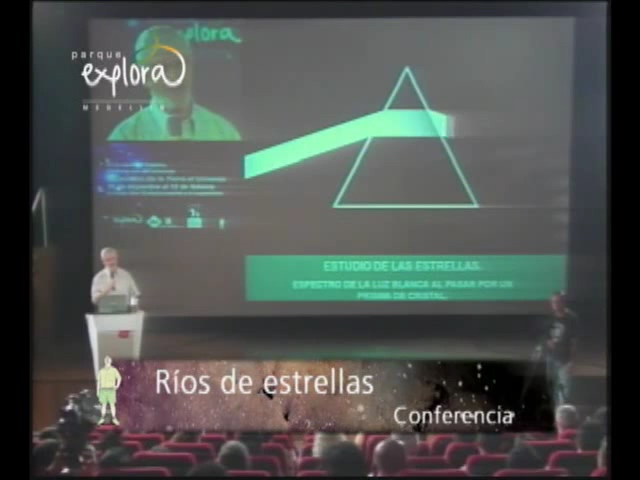 explora
parque
explora
MEDELLÍN
ESTUDIO DE LAS ESTRELLAS.
ESPECTRO DE LA LUZ BLANCA AL PASAR POR UN
PRISMA DE CRISTAL.
Ríos de estrellas
Conferencia